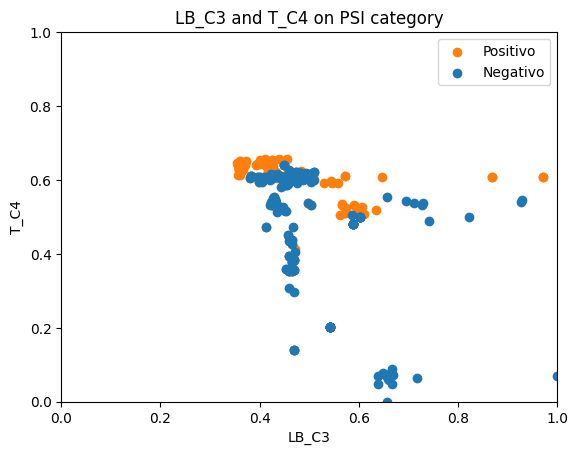 LB_C3 and T_C4 on PSI category
1.0
0.8
0.6
0.4
0.2
0.0
T_C4
Positivo
Negativo
0.0 0.2 0.4 0.6 0.8 1.0
LB_C3